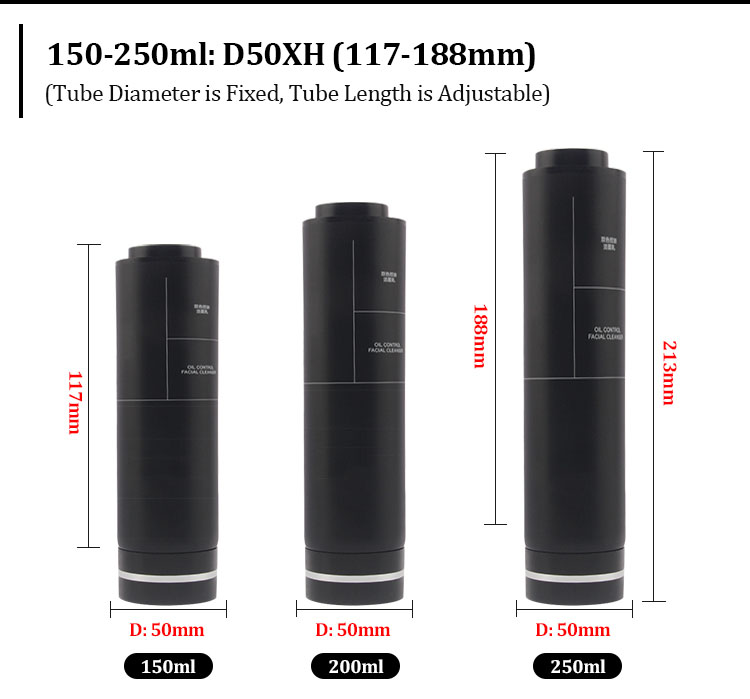 150-250ml: D50XH (117-188mm)
(Tube Diameter is Fixed, Tube Length is Adjustable)
117mm
OIL CONTROL
FACIAL CLEANSER
D: 50mm
150ml
OIL CONTROL
FACIAL CLEANSER
D: 50mm
200ml
188mm
OIL CONTROL
FACIAL CLEANSER
213mm
D: 50mm
250ml